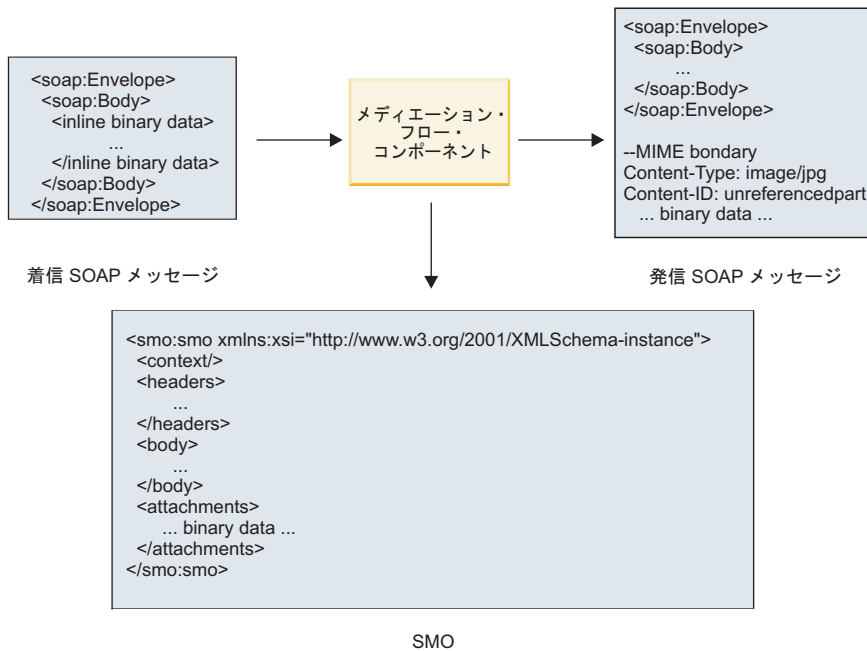 <soap:Envelope>
<soap:Body>
<inline binary data>
...
</inline binary data>
</soap:Body>
</soap:Envelope>
着信 SOAP メッセージ
メディエーション・
フロー・
コンポーネント
<soap:Envelope>
<soap:Body>
...
</soap:Body>
</soap:Envelope>
--MIME bondary
Content-Type: image/jpg
Content-ID: unreferencedpart
... binary data ...
発信 SOAP メッセージ
<smo:smo xmlns:xsi="http://www.w3.org/2001/XMLSchema-instance">
<context/>
<headers>
...
</headers>
<body>
...
</body>
<attachments>
... binary data ...
</attachments>
</smo:smo>
SMO